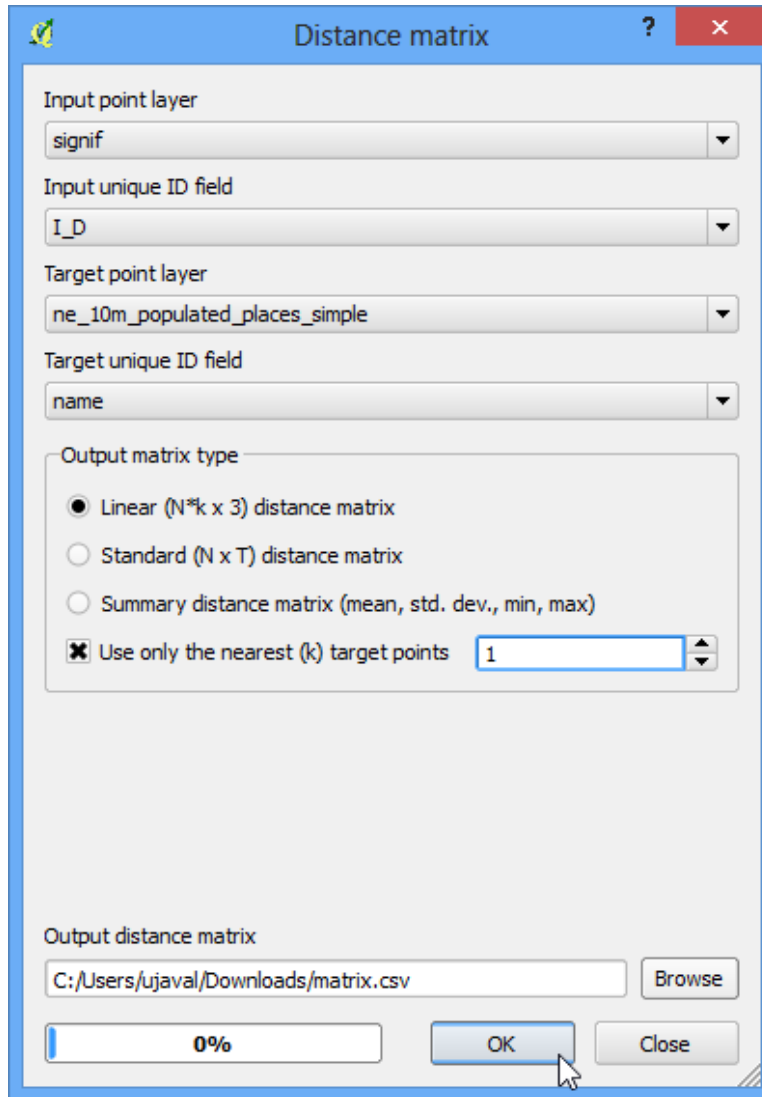 Distance matrix
?
Input point layer
signif
Input unique ID field
I_D
Target point layer
ne_10m_populated_places_simple
Target unique ID field
name
Output matrix type
Linear (N*k x 3) distance matrix
Standard (N x T) distance matrix
Summary distance matrix (mean, std. dev., min, max)
Use only the nearest (k) target points 1
Output distance matrix
C:/Users/ujaval/Downloads/matrix.csv Browse
0% OK Close